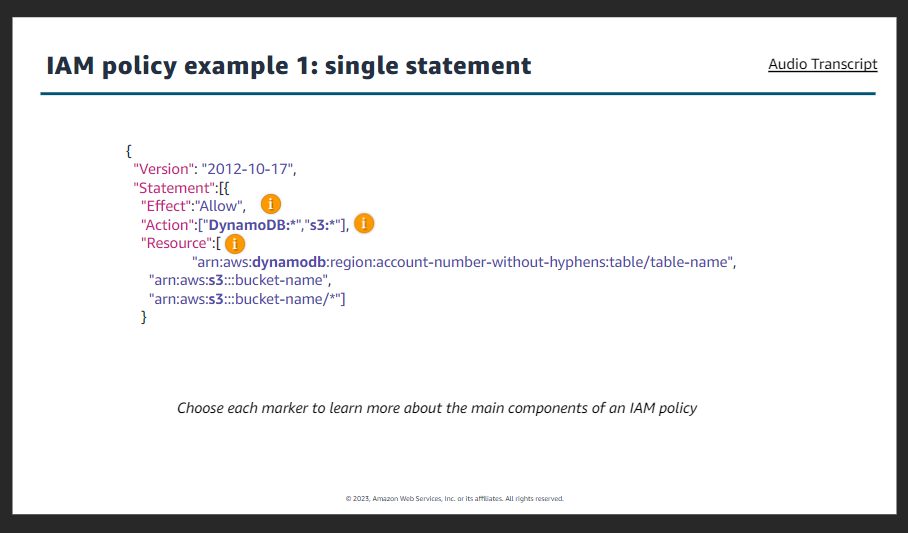 IAM policy example 1: single statement
Audio Transcript
{
"Version": "2012-10-17",
"Statement":[{
"Effect":"Allow", i
"Action":["DynamoDB:*","s3:*"], i
"Resource":[ i
"arn:aws:dynamodb:region:account-number-without-hyphens:table/table-name",
"arn:aws:s3:::bucket-name",
"arn:aws:s3:::bucket-name/*"]
}
Choose each marker to learn more about the main components of an IAM policy
© 2023, Amazon Web Services, Inc. or its affiliates. All rights reserved.